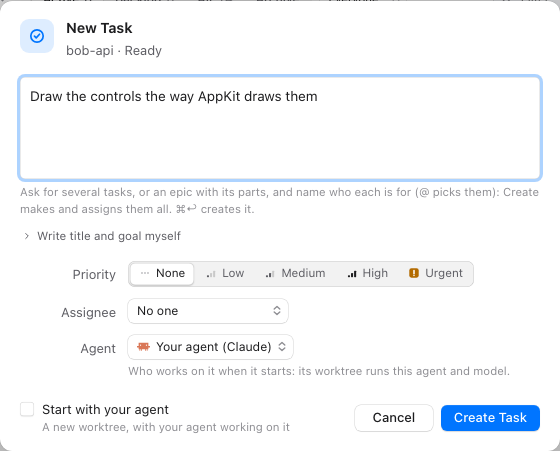 New Task
bob-api · Ready
Draw the controls the way AppKit draws them
Ask for several tasks, or an epic with its parts, and name who each is for (@ picks them): Create
makes and assigns them all. ⌘↩ creates it.
Write title and goal myself
Priority
None
Low
Medium
High
Urgent
Assignee
No one
Agent
Your agent (Claude)
Who works on it when it starts: its worktree runs this agent and model.
Start with your agent
A new worktree, with your agent working on it
Cancel
Create Task